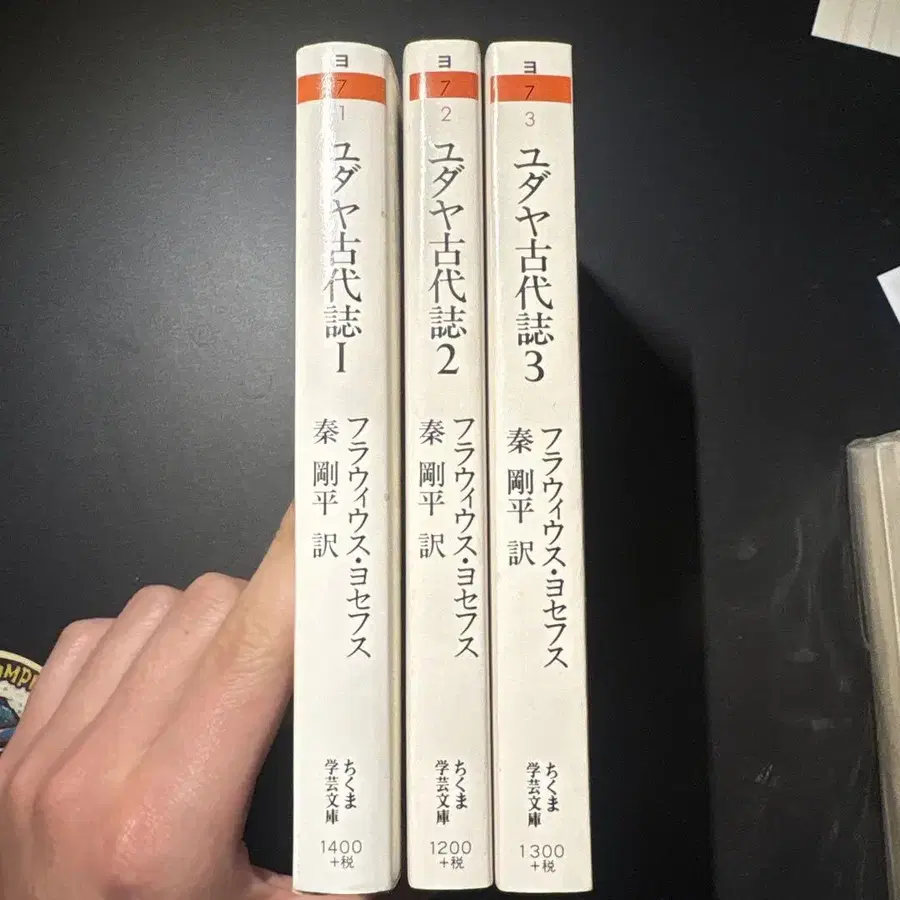 ヨ
7
1
ユダヤ古代誌1
フラウィウス・ヨセフス
秦 剛平 訳
ちくま
学芸文庫
1400
+税
ヨ
7
2
ユダヤ古代誌2
フラウィウス・ヨセフス
秦 剛平 訳
ちくま
学芸文庫
1200
+税
ヨ
7
3
ユダヤ古代誌3
フラウィウス・ヨセフス
秦 剛平 訳
ちくま
学芸文庫
1300
+税